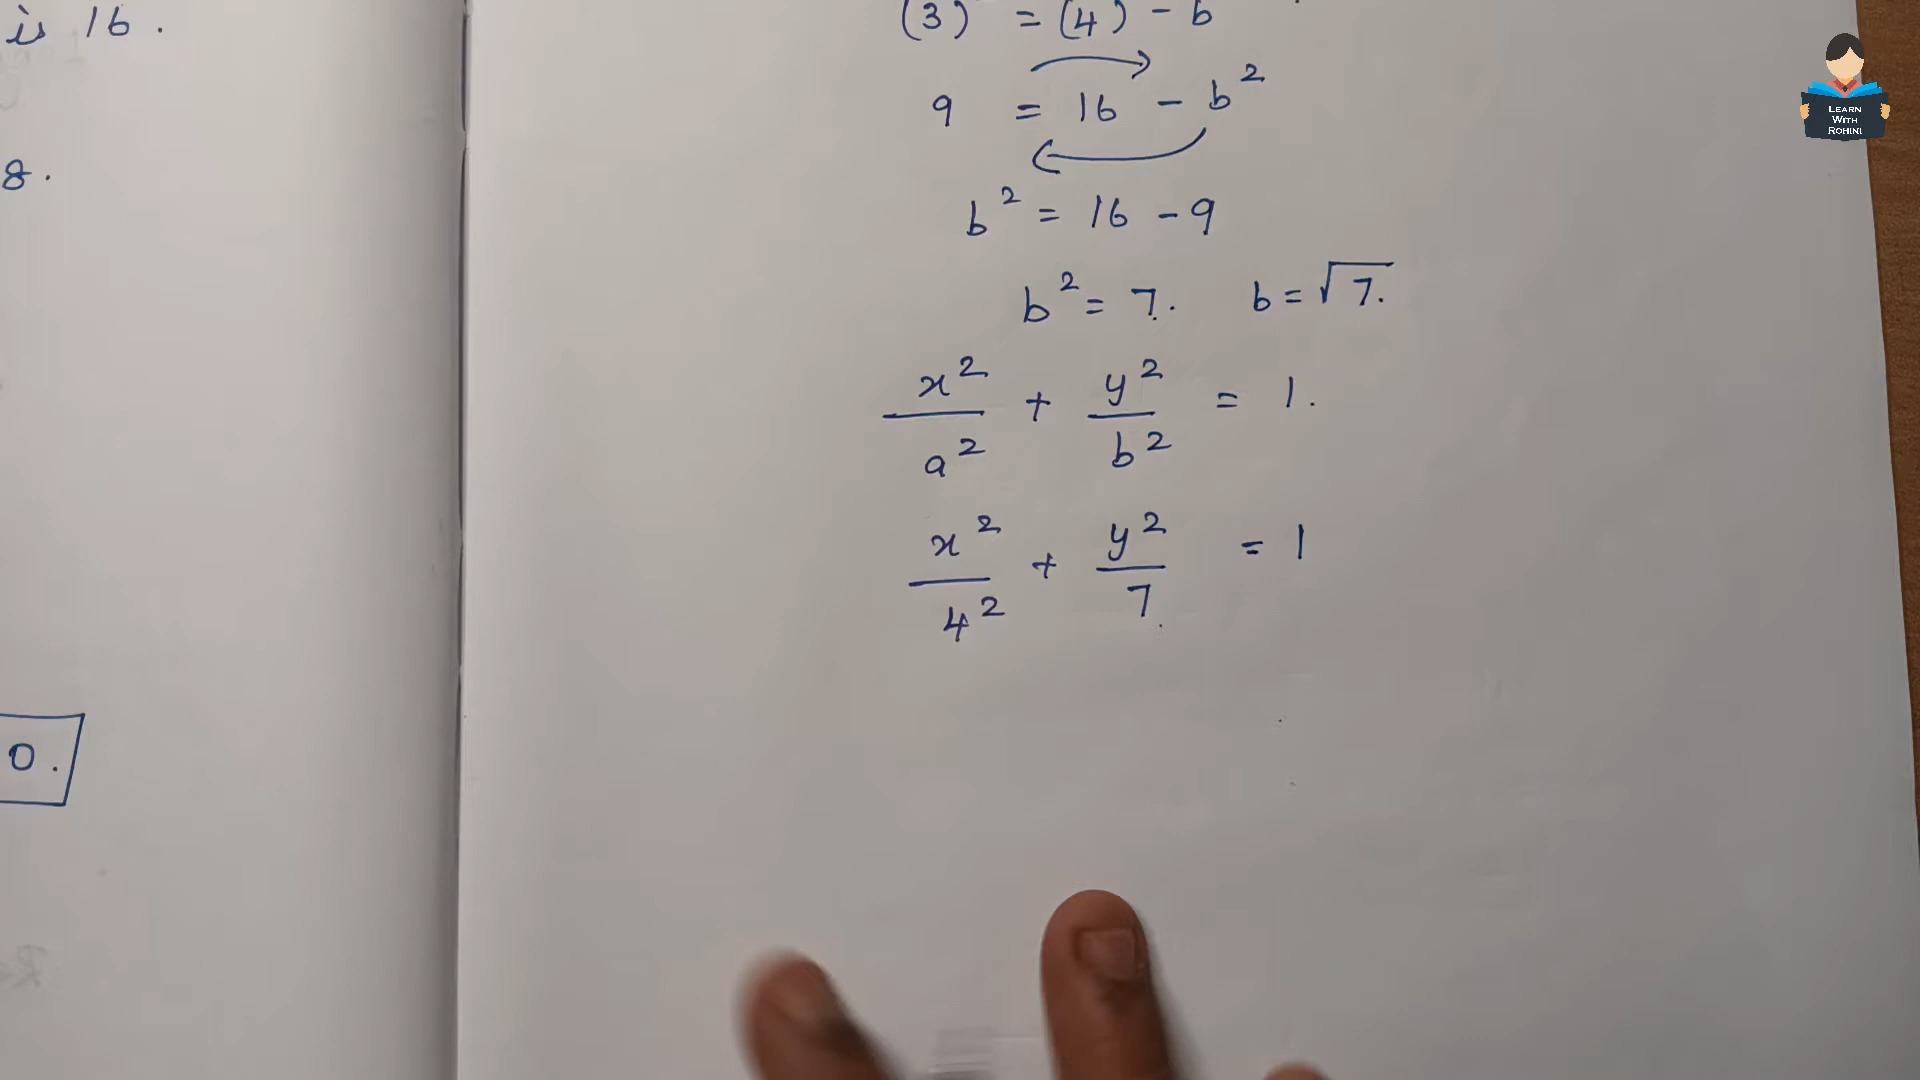 is 16.
8.
0.
(3) = (4) - b
9 = 16 - b²
b² = 16 - 9
b² = 7. b = √7.
x²/a² + y²/b² = 1.
x²/4² + y²/7 = 1
LEARN
WITH
ROHINI